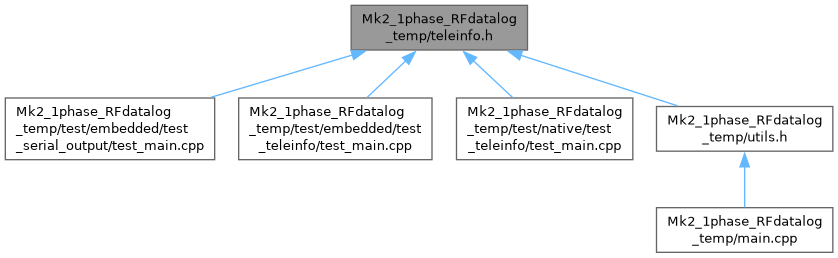 Mk2_1phase_RFdatalog
_temp/teleinfo.h
Mk2_1phase_RFdatalog
_temp/test/embedded/test
_serial_output/test_main.cpp
Mk2_1phase_RFdatalog
_temp/test/embedded/test
_teleinfo/test_main.cpp
Mk2_1phase_RFdatalog
_temp/test/native/test
_teleinfo/test_main.cpp
Mk2_1phase_RFdatalog
_temp/utils.h
Mk2_1phase_RFdatalog
_temp/main.cpp